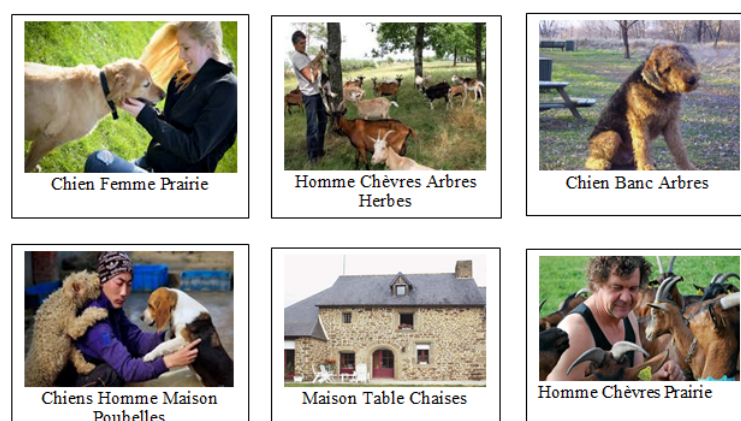 Chien Femme Prairie
Homme Chèvres Arbres
Herbes
Chien Banc Arbres
Chiens Homme Maison
Poubelles
Maison Table Chaises
Homme Chèvres Prairie